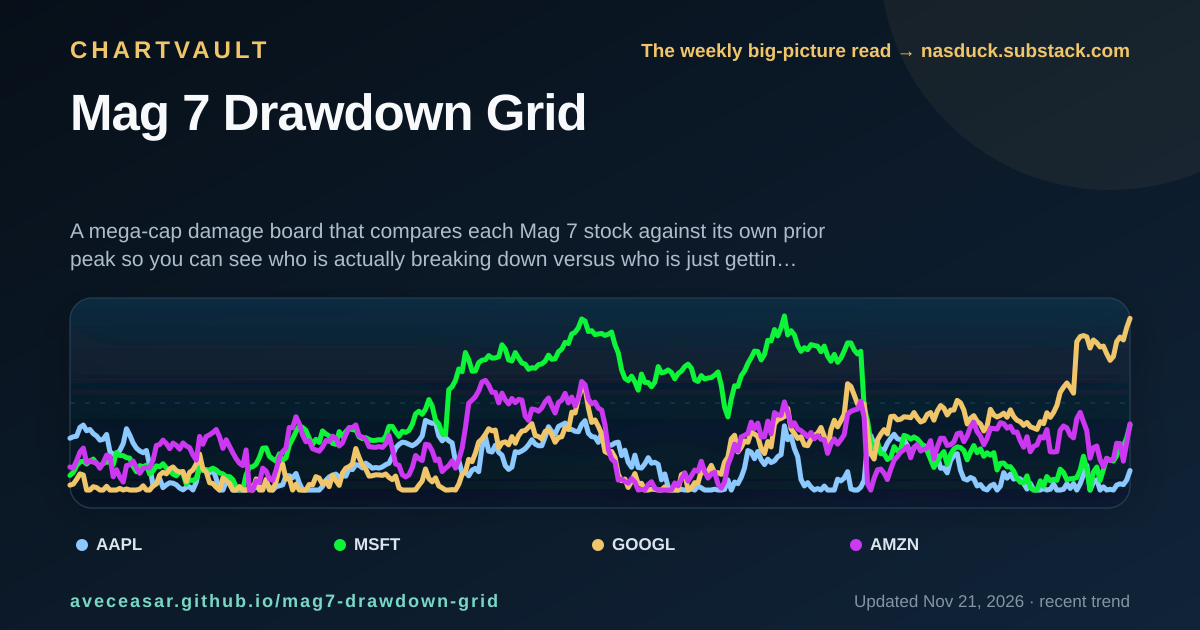 CHARTVAULT
The weekly big-picture read → nasduck.substack.com
Mag 7 Drawdown Grid
A mega-cap damage board that compares each Mag 7 stock against its own prior
peak so you can see who is actually breaking down versus who is just gettin…
AAPL
MSFT
GOOGL
AMZN
aveceasar.github.io/mag7-drawdown-grid
Updated Nov 21, 2026 · recent trend